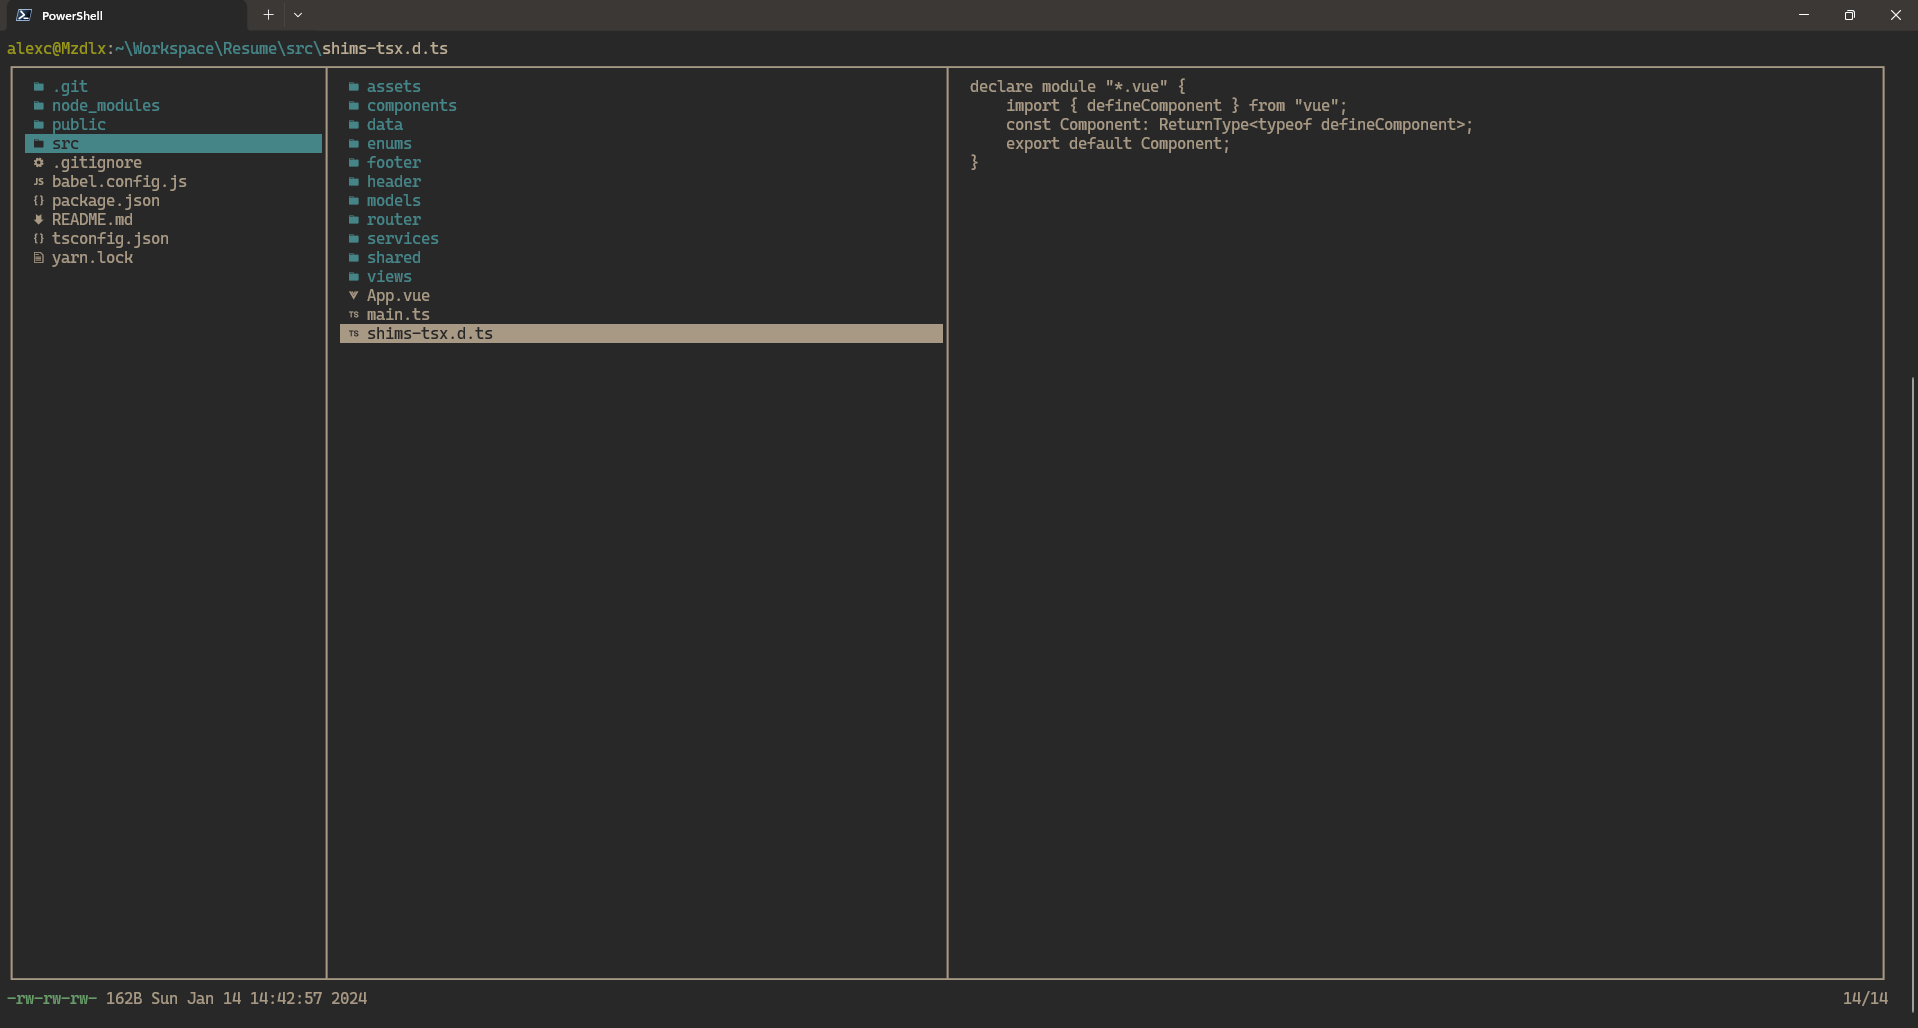 PowerShell
alexc@Mzdlx:~\Workspace\Resume\src\shims-tsx.d.ts
.git
node_modules
public
src
.gitignore
JS babel.config.js
{} package.json
README.md
{} tsconfig.json
yarn.lock
assets
components
data
enums
footer
header
models
router
services
shared
views
App.vue
TS main.ts
TS shims-tsx.d.ts
declare module "*.vue" {
    import { defineComponent } from "vue";
    const Component: ReturnType<typeof defineComponent>;
    export default Component;
}
-rw-rw-rw- 162B Sun Jan 14 14:42:57 2024
14/14